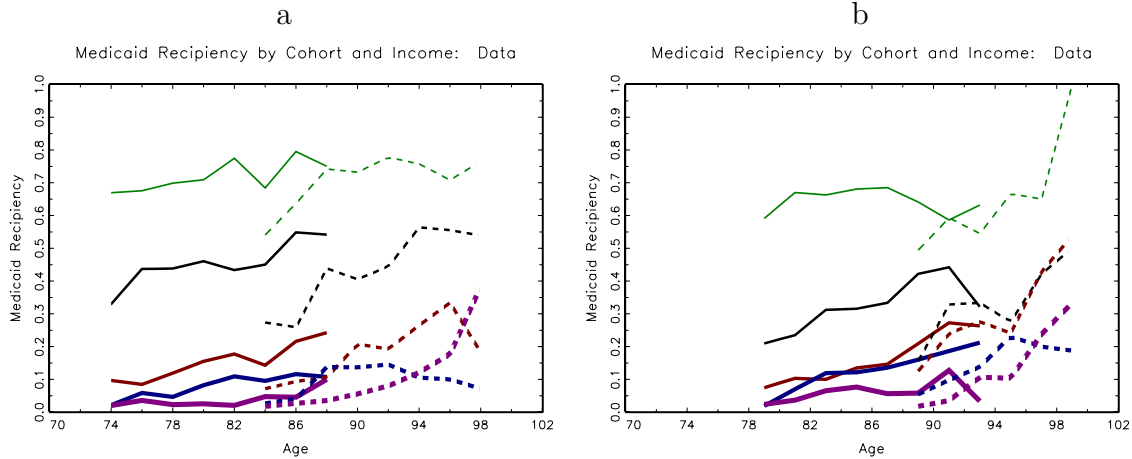 a
Medicaid Recipiency by Cohort and Income: Data
Medicaid Recipiency
1.0
0.9
0.8
0.7
0.6
0.5
0.4
0.3
0.2
0.1
0.0
70 74 78 82 86 90 94 98 102
Age
b
Medicaid Recipiency by Cohort and Income: Data
Medicaid Recipiency
1.0
0.9
0.8
0.7
0.6
0.5
0.4
0.3
0.2
0.1
0.0
70 74 78 82 86 90 94 98 102
Age